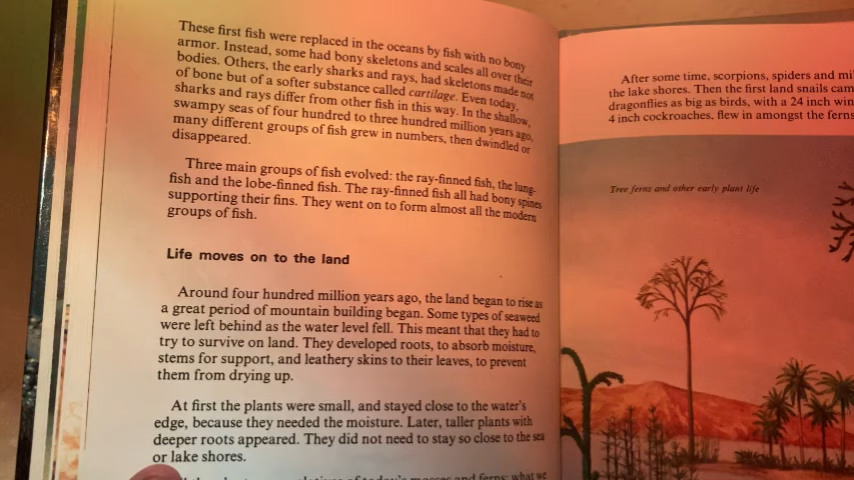 These first fish were replaced in the oceans by fish with no bony
armor. Instead, some had bony skeletons and scales all over their
bodies. Others, the early sharks and rays, had skeletons made not
of bone but of a softer substance called cartilage. Even today,
sharks and rays differ from other fish in this way. In the shallow,
swampy seas of four hundred to three hundred million years ago,
many different groups of fish grew in numbers, then dwindled or
disappeared.
Three main groups of fish evolved: the ray-finned fish, the lung-
fish and the lobe-finned fish. The ray-finned fish all had bony spines
supporting their fins. They went on to form almost all the modern
groups of fish.
Life moves on to the land
Around four hundred million years ago, the land began to rise as
a great period of mountain building began. Some types of seaweed
were left behind as the water level fell. This meant that they had to
try to survive on land. They developed roots, to absorb moisture,
stems for support, and leathery skins to their leaves, to prevent
them from drying up.
At first the plants were small, and stayed close to the water's
edge, because they needed the moisture. Later, taller plants with
deeper roots appeared. They did not need to stay so close to the sea
or lake shores.
of today's mosses and ferns; what we
After some time, scorpions, spiders and
the lake shores. Then the first land snails
dragonflies as big as birds, with a 24 inch
4 inch cockroaches, flew in amongst the ferns
Tree ferns and other early plant life